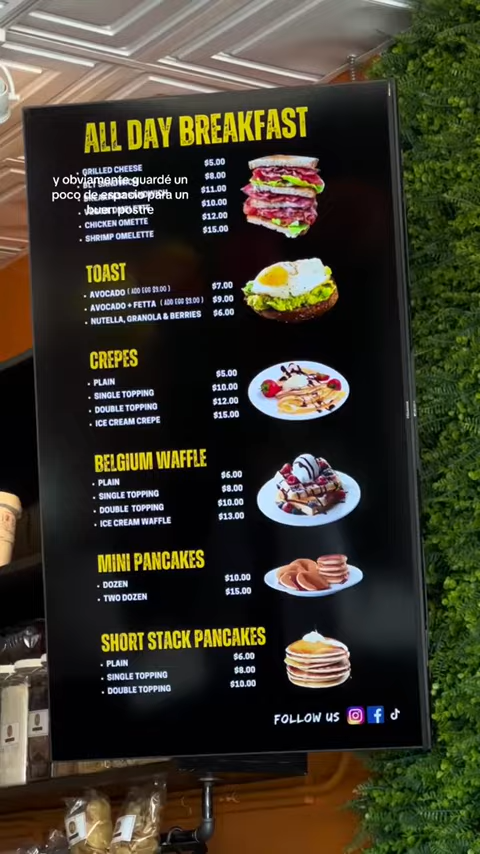 ALL DAY BREAKFAST
GRILLED CHEESE $5.00
$8.00
$11.00
$10.00
CHICKEN OMETTE $12.00
SHRIMP OMELETTE $15.00
y obviamente guardé un
poco de espacio para un
buen postre
TOAST
AVOCADO ( ADD EGG $3.00 ) $7.00
AVOCADO + FETTA ( ADD EGG $3.00 ) $9.00
NUTELLA, GRANOLA & BERRIES $6.00
CREPES
PLAIN $5.00
SINGLE TOPPING $10.00
DOUBLE TOPPING $12.00
ICE CREAM CREPE $15.00
BELGIUM WAFFLE
PLAIN $6.00
SINGLE TOPPING $8.00
DOUBLE TOPPING $10.00
ICE CREAM WAFFLE $13.00
MINI PANCAKES
DOZEN $10.00
TWO DOZEN $15.00
SHORT STACK PANCAKES
PLAIN $6.00
SINGLE TOPPING $8.00
DOUBLE TOPPING $10.00
FOLLOW US